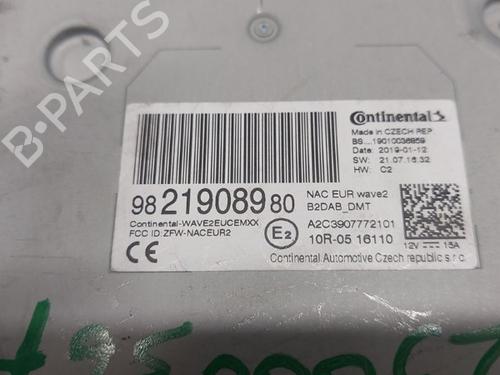 B-PARTS
Continental
Made in CZECH REP.
BS....19010036859
Date: 2019-01-12
SW: 21.07.16.32
HW: C2
98 219089 80
NAC EUR wave2
B2DAB_DMT
Continental-WAVE2EUCEMXX
FCC ID:ZFW-NACEUR2
A2C3907772101
10R-05 16110
12V 15A
CE
E2
Continental Automotive Czech republic s.r.o.